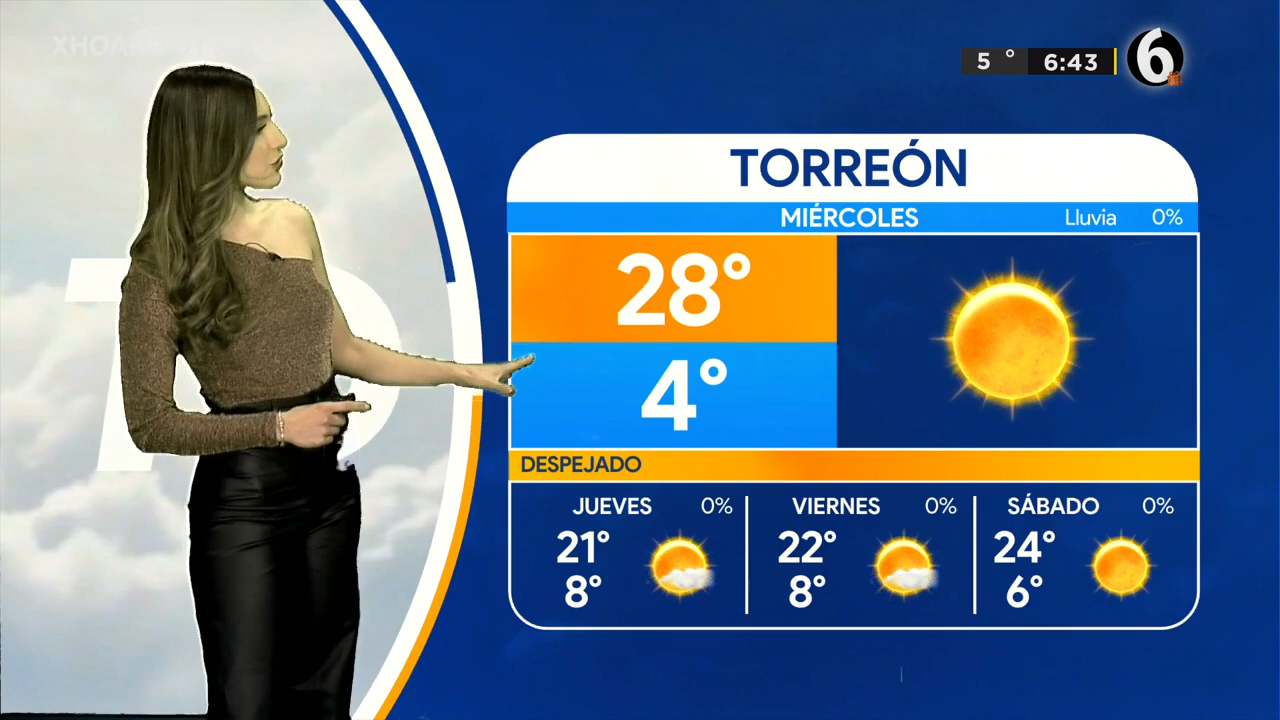 5 ° 6:43 6
TORREÓN
MIÉRCOLES Lluvia 0%
28°
4°
DESPEJADO
JUEVES 0% VIERNES 0% SÁBADO 0%
21° 22° 24°
8° 8° 6°